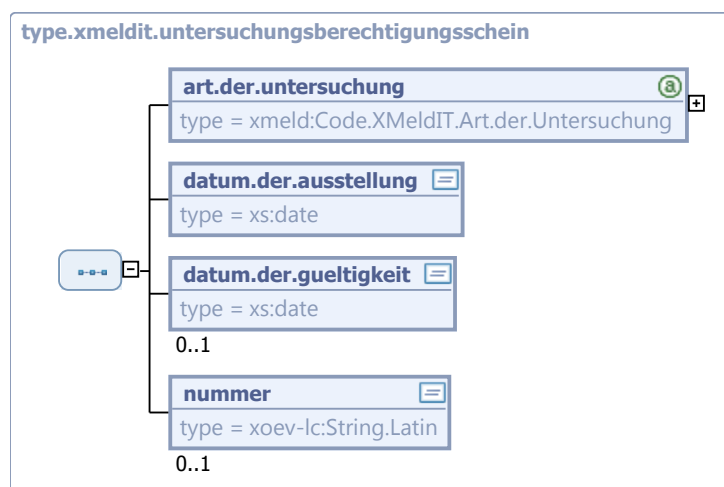 type.xmeldit.untersuchungsberechtigungsschein
art.der.untersuchung
type = xmeld:Code.XMeldIT.Art.der.Untersuchung
datum.der.ausstellung
type = xs:date
datum.der.gueltigkeit
type = xs:date
0..1
nummer
type = xoev-lc:String.Latin
0..1